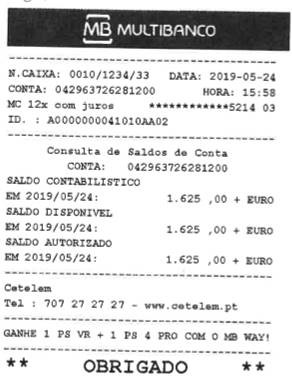 MB MULTIBANCO
N.CAIXA: 0010/1234/33 DATA: 2019-05-24
CONTA: 042963726281200 HORA: 15:58
MC 12x com juros ************5214 03
ID. : A0000000041010AA02
Consulta de Saldos de Conta
CONTA: 042963726281200
SALDO CONTABILISTICO
EM 2019/05/24: 1.625 ,00 + EURO
SALDO DISPONIVEL
EM 2019/05/24: 1.625 ,00 + EURO
SALDO AUTORIZADO
EM 2019/05/24: 1.625 ,00 + EURO
Cetelem
Tel : 707 27 27 27 - www.cetelem.pt
GANHE 1 PS VR + 1 PS 4 PRO COM O MB WAY!
** OBRIGADO **